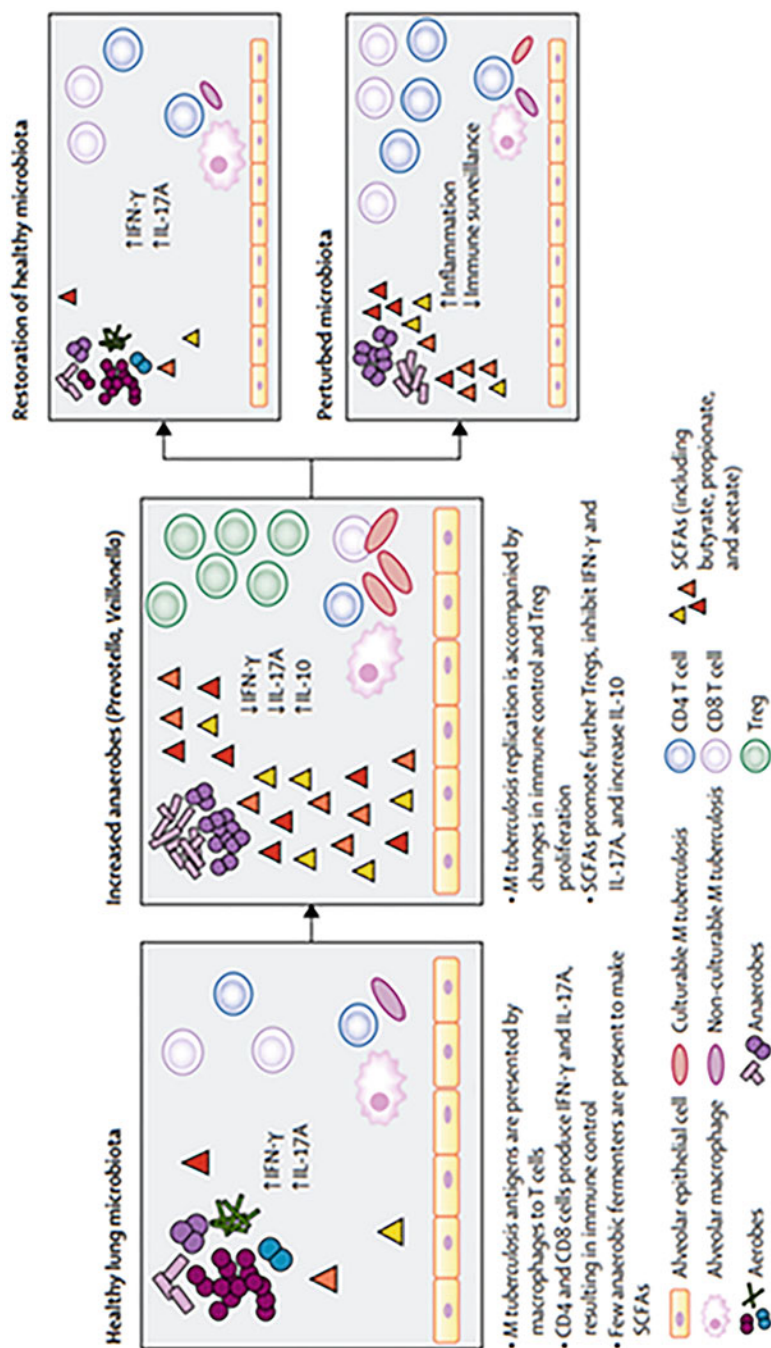 Healthy lung microbiota
↑IFN-γ
↑IL-17A
• M tuberculosis antigens are presented by
macrophages to T cells
• CD4 and CD8 cells produce IFN-γ and IL-17A,
resulting in immune control
• Few anaerobic fermenters are present to make
SCFAs
Increased anaerobes (Prevotella, Veillonella)
↓IFN-γ
↓IL-17A
↑IL-10
• M tuberculosis replication is accompanied by
changes in immune control and Treg
proliferation
• SCFAs promote further Tregs, inhibit IFN-γ and
IL-17A, and increase IL-10
Restoration of healthy microbiota
↑IFN-γ
↑IL-17A
Perturbed microbiota
↑Inflammation
↓Immune surveillance
Alveolar epithelial cell
Alveolar macrophage
Aerobes
Culturable M tuberculosis
Non-culturable M tuberculosis
Anaerobes
CD4 T cell
CD8 T cell
Treg
SCFAs (including
butyrate, propionate,
and acetate)